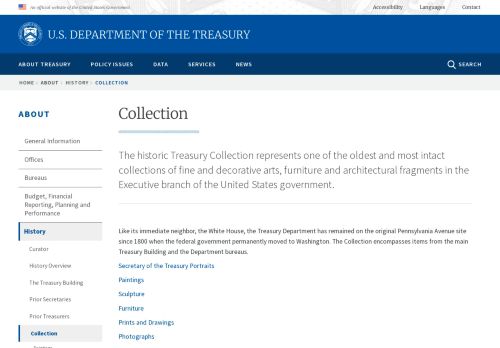 An official website of the United States Government
Accessibility Languages Contact
U.S. DEPARTMENT OF THE TREASURY
ABOUT TREASURY POLICY ISSUES DATA SERVICES NEWS SEARCH
HOME › ABOUT › HISTORY › COLLECTION
ABOUT
General Information
Offices
Bureaus
Budget, Financial
Reporting, Planning and
Performance
History
Curator
History Overview
The Treasury Building
Prior Secretaries
Prior Treasurers
Collection
Collection
The historic Treasury Collection represents one of the oldest and most intact
collections of fine and decorative arts, furniture and architectural fragments in the
Executive branch of the United States government.
Like its immediate neighbor, the White House, the Treasury Department has remained on the original Pennsylvania Avenue site
since 1800 when the federal government permanently moved to Washington. The Collection encompasses items from the main
Treasury Building and the Department bureaus.
Secretary of the Treasury Portraits
Paintings
Sculpture
Furniture
Prints and Drawings
Photographs